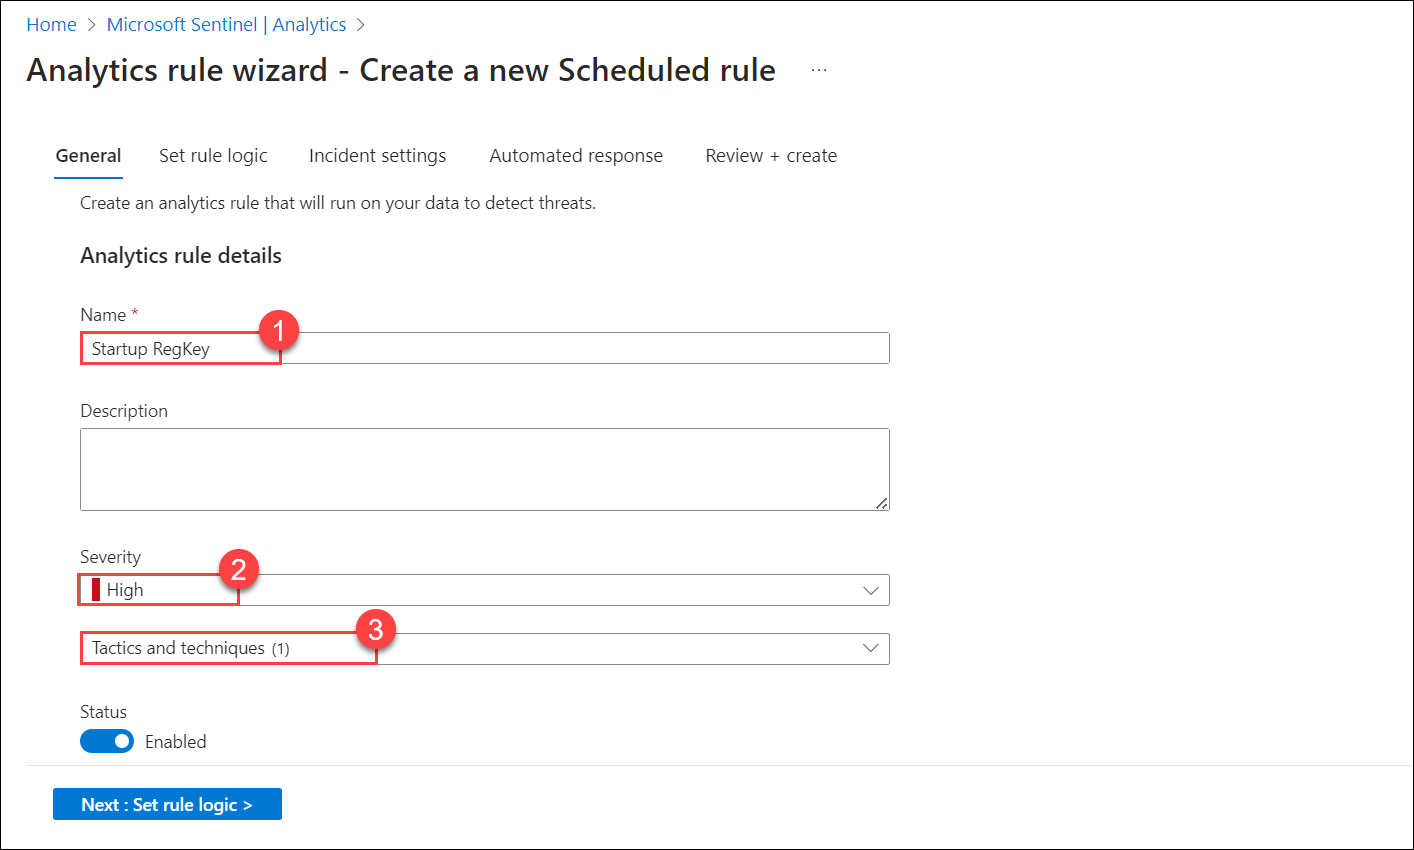 Home > Microsoft Sentinel | Analytics >
Analytics rule wizard - Create a new Scheduled rule ...
General Set rule logic Incident settings Automated response Review + create
Create an analytics rule that will run on your data to detect threats.
Analytics rule details
Name *
1
Startup RegKey
Description
Severity
2
High
3
Tactics and techniques (1)
Status
Enabled
Next : Set rule logic >